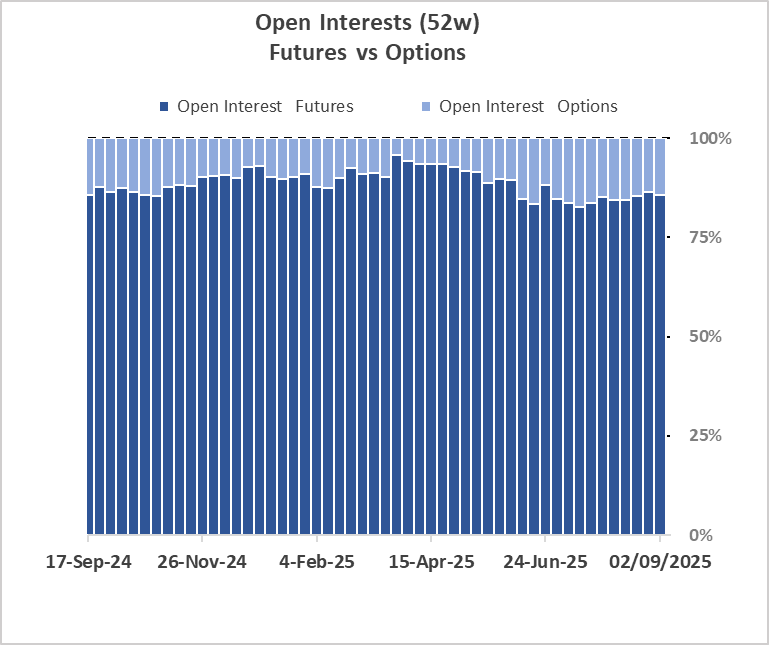 Open Interests (52w)
Futures vs Options
Open Interest Futures
Open Interest Options
100%
75%
50%
25%
0%
17-Sep-24
26-Nov-24
4-Feb-25
15-Apr-25
24-Jun-25
02/09/2025